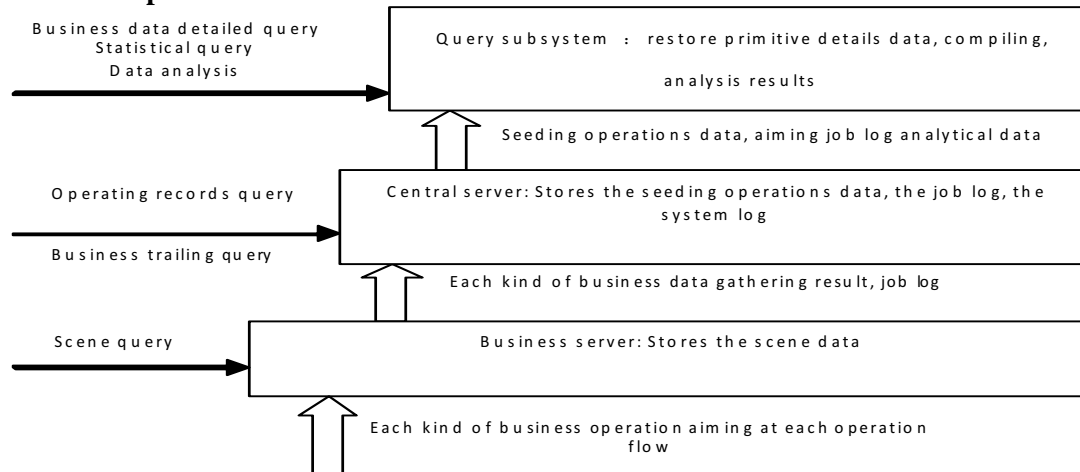 Business data detailed query
Statistical query
Data analysis
Query subsystem : restore primitive details data, compiling,
analysis results
Seeding operations data, aiming job log analytical data
Operating records query
Central server: Stores the seeding operations data, the job log, the
system log
Business trailing query
Each kind of business data gathering result, job log
Scene query
Business server: Stores the scene data
Each kind of business operation aiming at each operation
flow